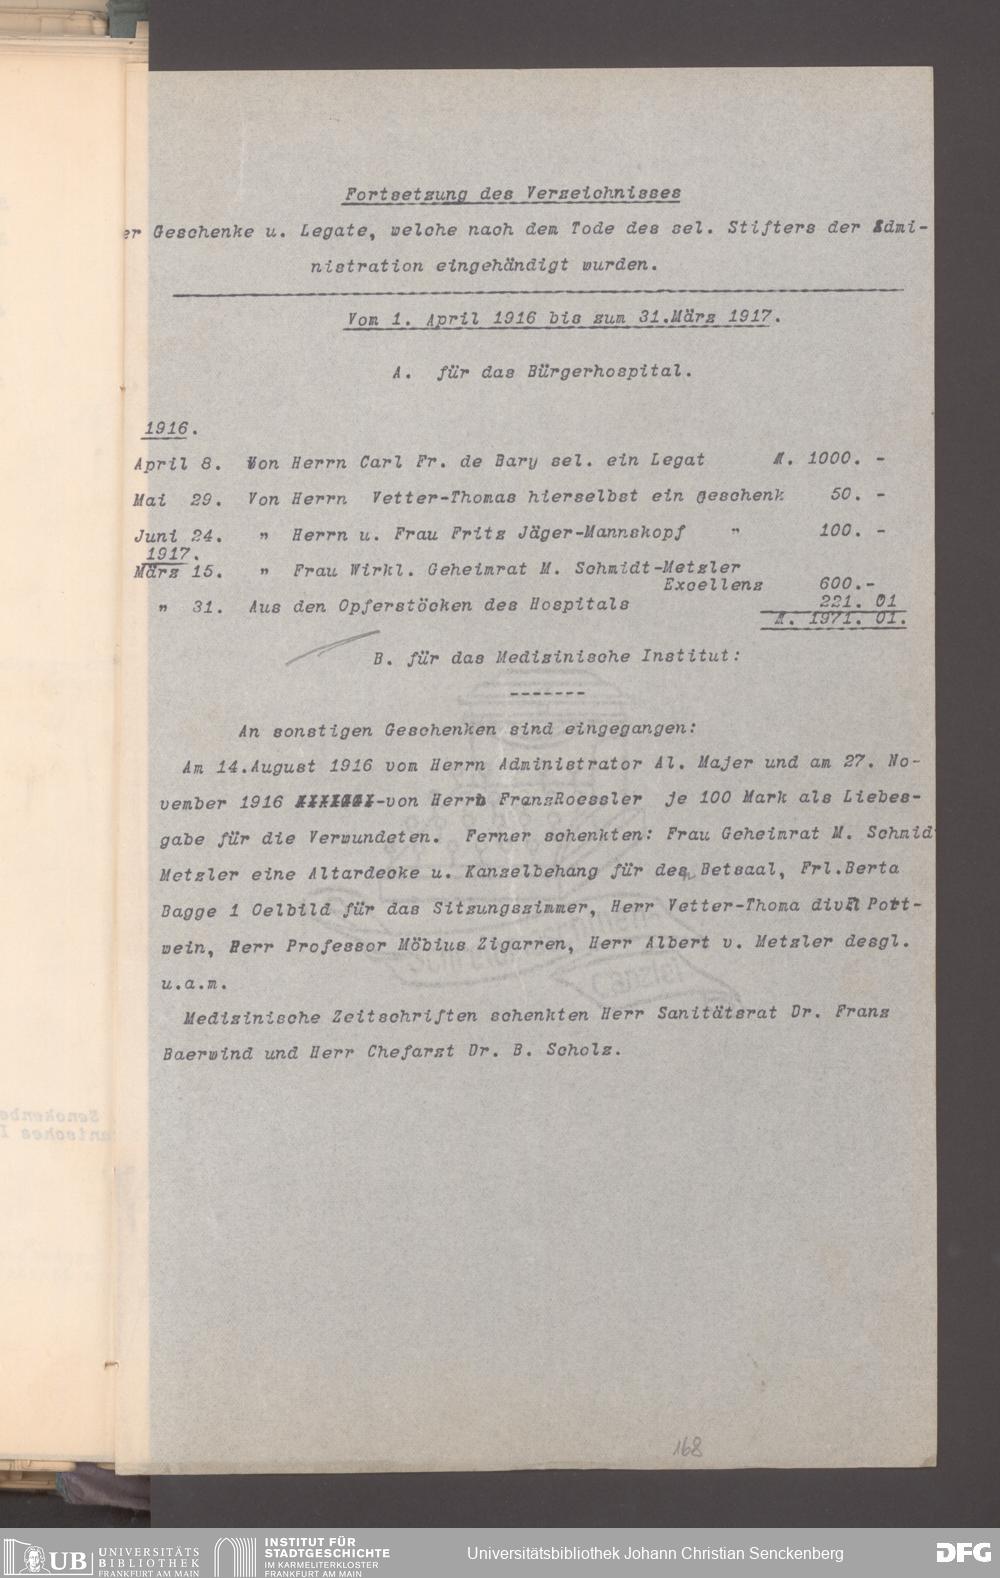 Fortsetzung des Verzeichnisses
er Geschenke u. Legate, welche nach dem Tode des sel. Stifters der Admi-
nistration eingehändigt wurden.
Vom 1. April 1916 bis zum 31.März 1917.
A. für das Bürgerhospital.
1916.
April 8. Von Herrn Carl Fr. de Bary sel. ein Legat M. 1000. -
Mai 29. Von Herrn Vetter-Thomas hierselbst ein Geschenk 50. -
Juni 24. " Herrn u. Frau Fritz Jäger-Mannskopf " 100. -
1917.
März 15. " Frau Wirkl. Geheimrat M. Schmidt-Metzler
Excellenz 600.-
" 31. Aus den Opferstöcken des Hospitals 221. 01
M. 1971. 01.
B. für das Medizinische Institut:
-------
An sonstigen Geschenken sind eingegangen:
Am 14.August 1916 vom Herrn Administrator Al. Majer und am 27. No-
vember 1916 -von Herrn FranzRoessler je 100 Mark als Liebes-
gabe für die Verwundeten. Ferner schenkten: Frau Geheimrat M. Schmid
Metzler eine Altardecke u. Kanzelbehang für den Betsaal, Frl.Berta
Bagge 1 Oelbild für das Sitzungszimmer, Herr Vetter-Thoma div. Port-
wein, Herr Professor Möbius Zigarren, Herr Albert v. Metzler desgl.
u.a.m.
Medizinische Zeitschriften schenkten Herr Sanitätsrat Dr. Franz
Baerwind und Herr Chefarzt Dr. B. Scholz.
168
UB UNIVERSITÄTS
BIBLIOTHEK
FRANKFURT AM MAIN
INSTITUT FÜR
STADTGESCHICHTE
IM KARMELITERKLOSTER
FRANKFURT AM MAIN
Universitätsbibliothek Johann Christian Senckenberg
DFG